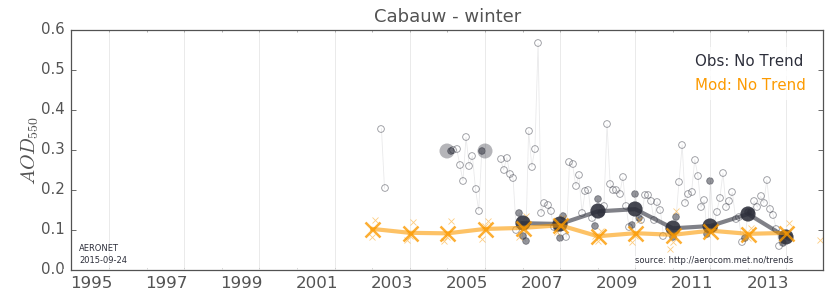 Cabauw - winter
0.6
0.5
0.4
0.3
0.2
0.1
0.0
AOD550
Obs: No Trend
Mod: No Trend
AERONET
2015-09-24
source: http://aerocom.met.no/trends
1995 1997 1999 2001 2003 2005 2007 2009 2011 2013